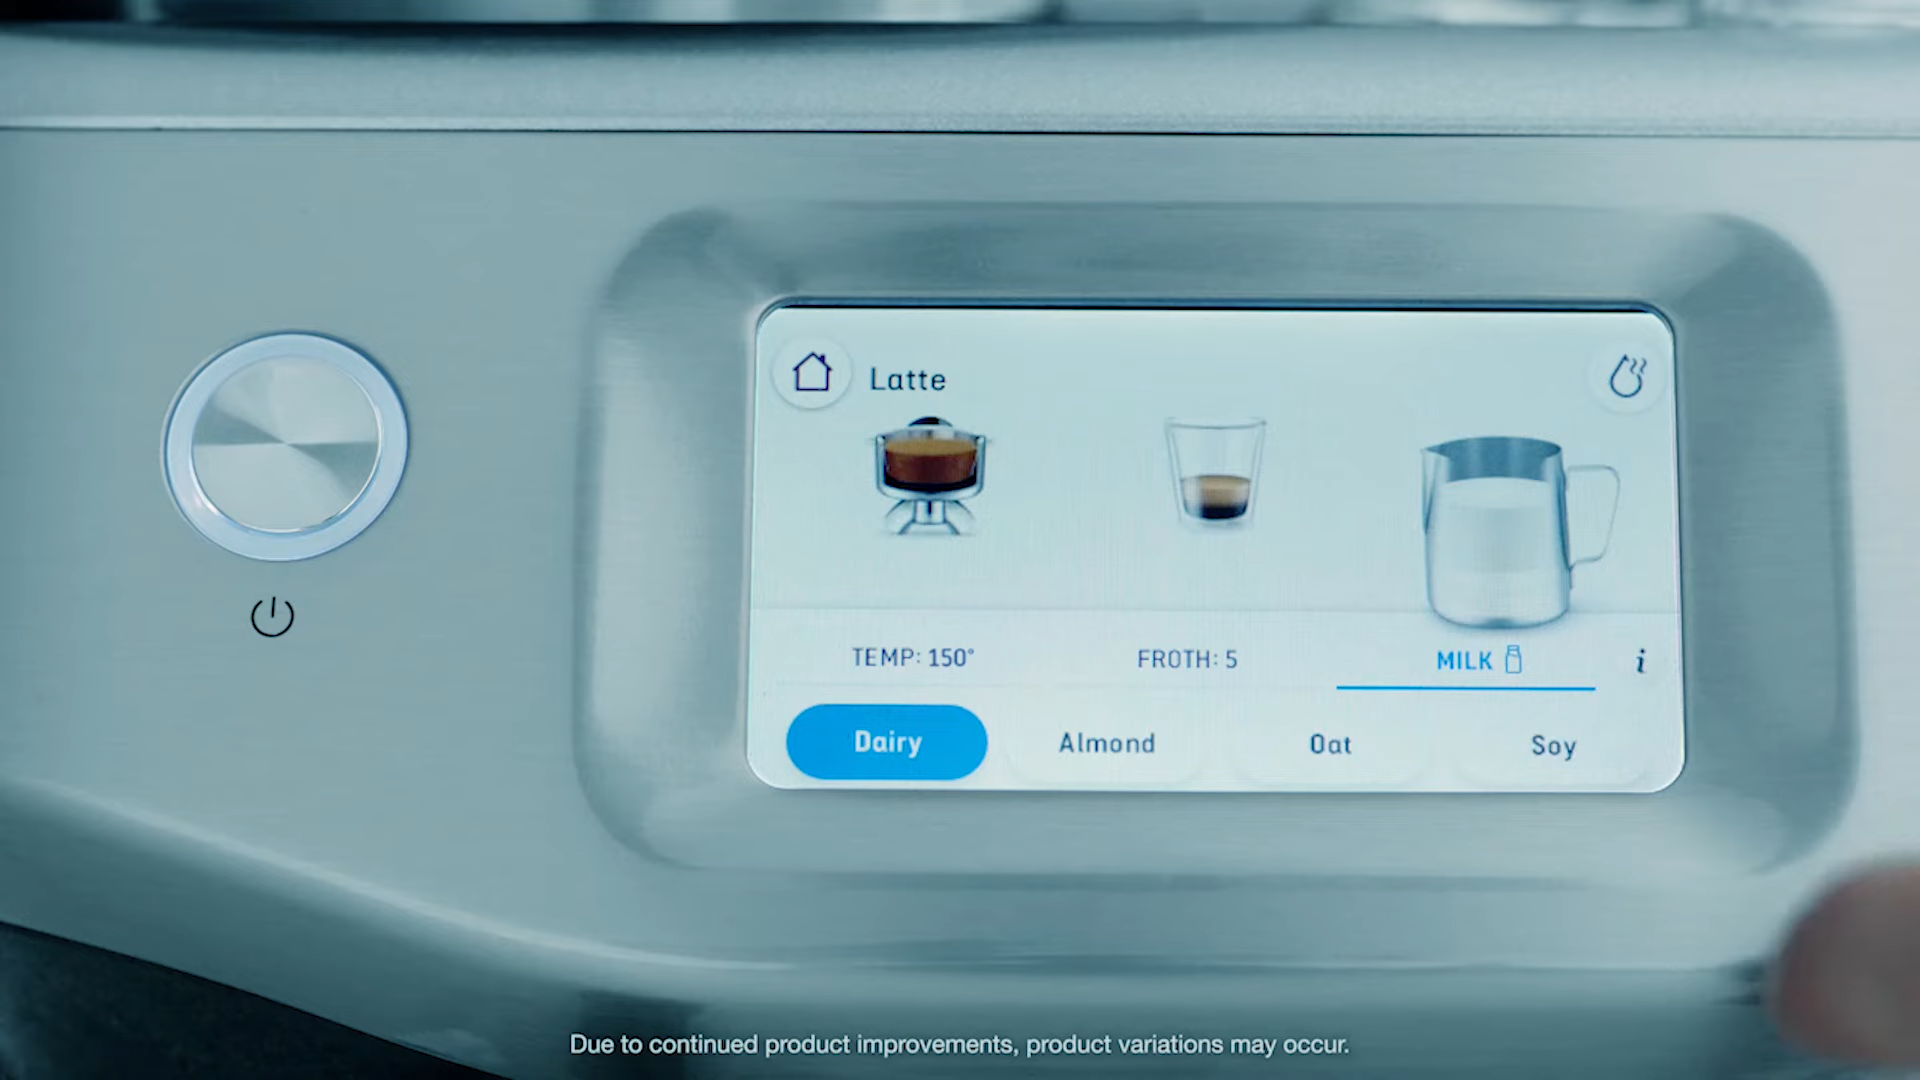 Latte
TEMP: 150°
FROTH: 5
MILK
i
Dairy
Almond
Oat
Soy
Due to continued product improvements, product variations may occur.